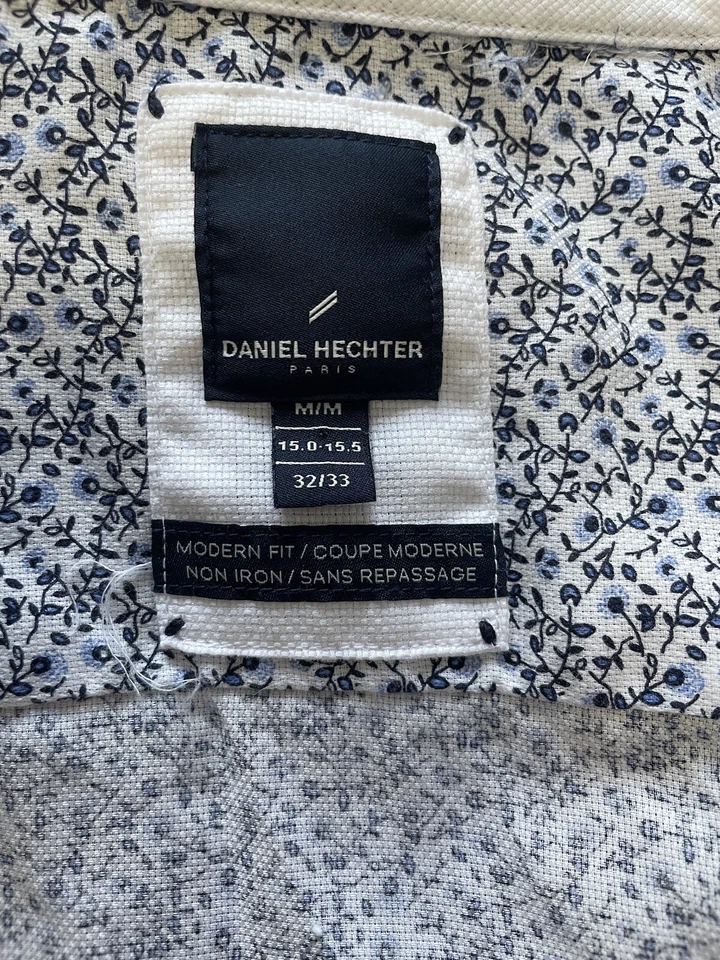 DANIEL HECHTER
PARIS
M/M
15.0-15.5
32/33
MODERN FIT / COUPE MODERNE
NON IRON / SANS REPASSAGE